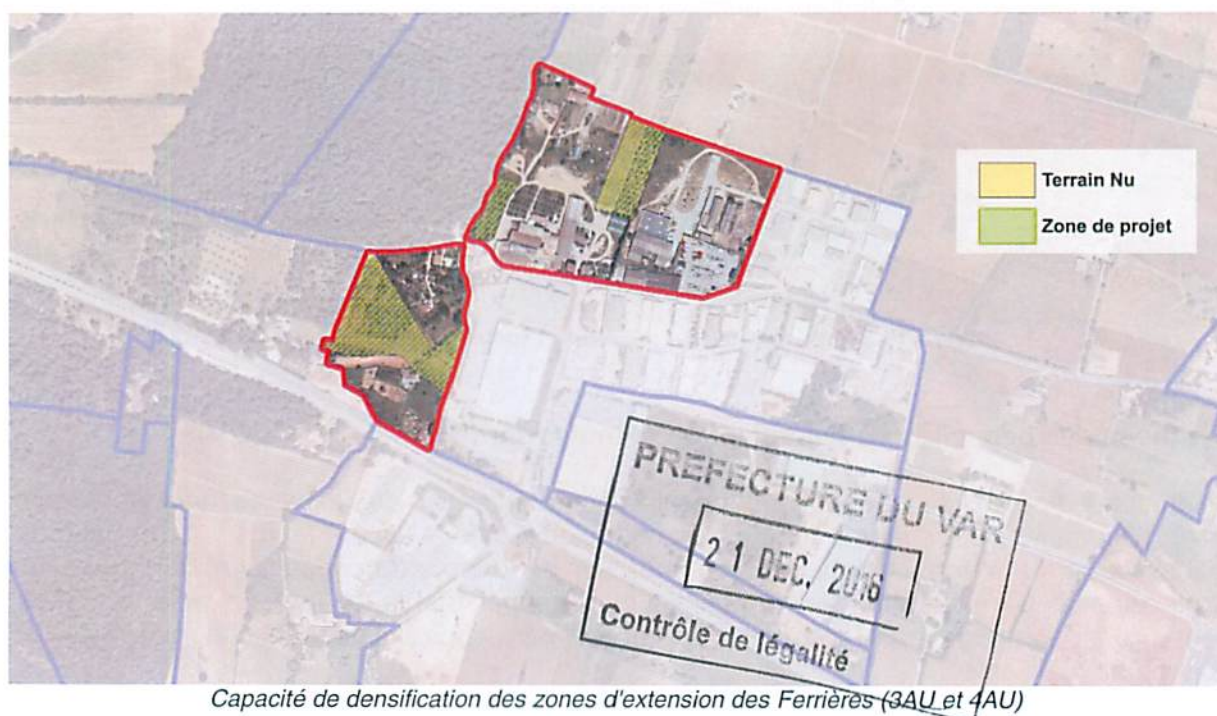 Terrain Nu
Zone de projet
PREFECTURE DU VAR
21 DEC. 2016
Contrôle de légalité
Capacité de densification des zones d'extension des Ferrières (3AU et 4AU)